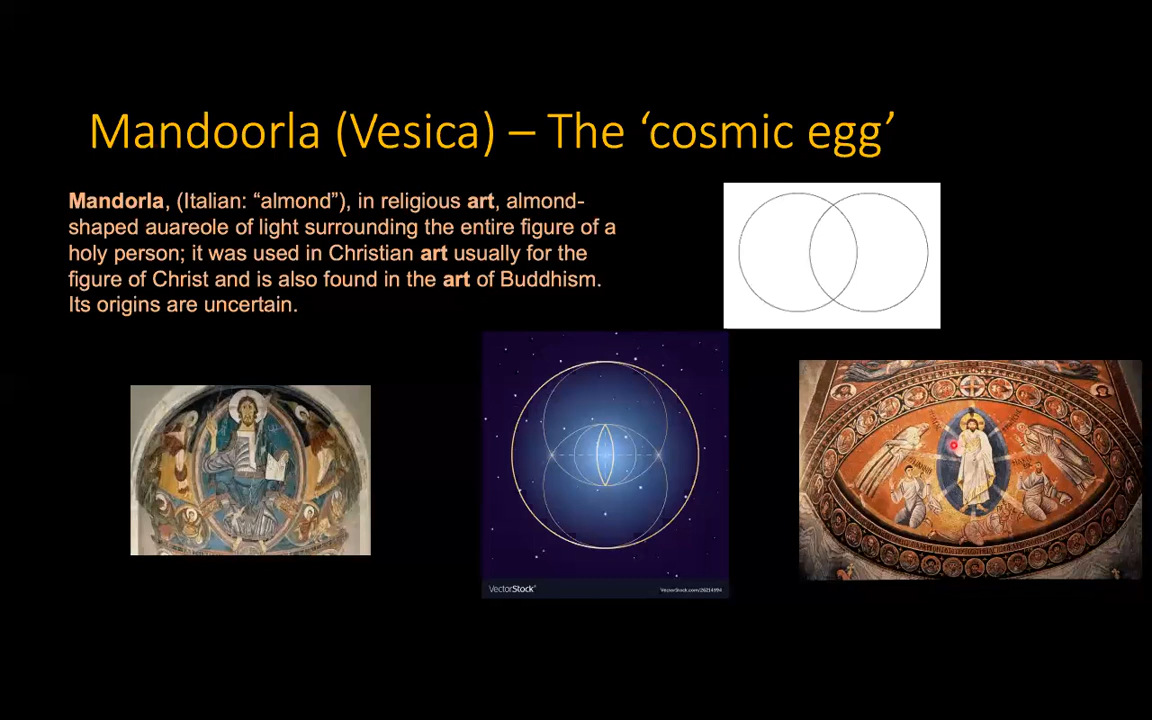 Mandoorla (Vesica) – The ‘cosmic egg’
Mandorla, (Italian: “almond”), in religious art, almond-
shaped auareole of light surrounding the entire figure of a
holy person; it was used in Christian art usually for the
figure of Christ and is also found in the art of Buddhism.
Its origins are uncertain.
VectorStock®
VectorStock.com/26214694